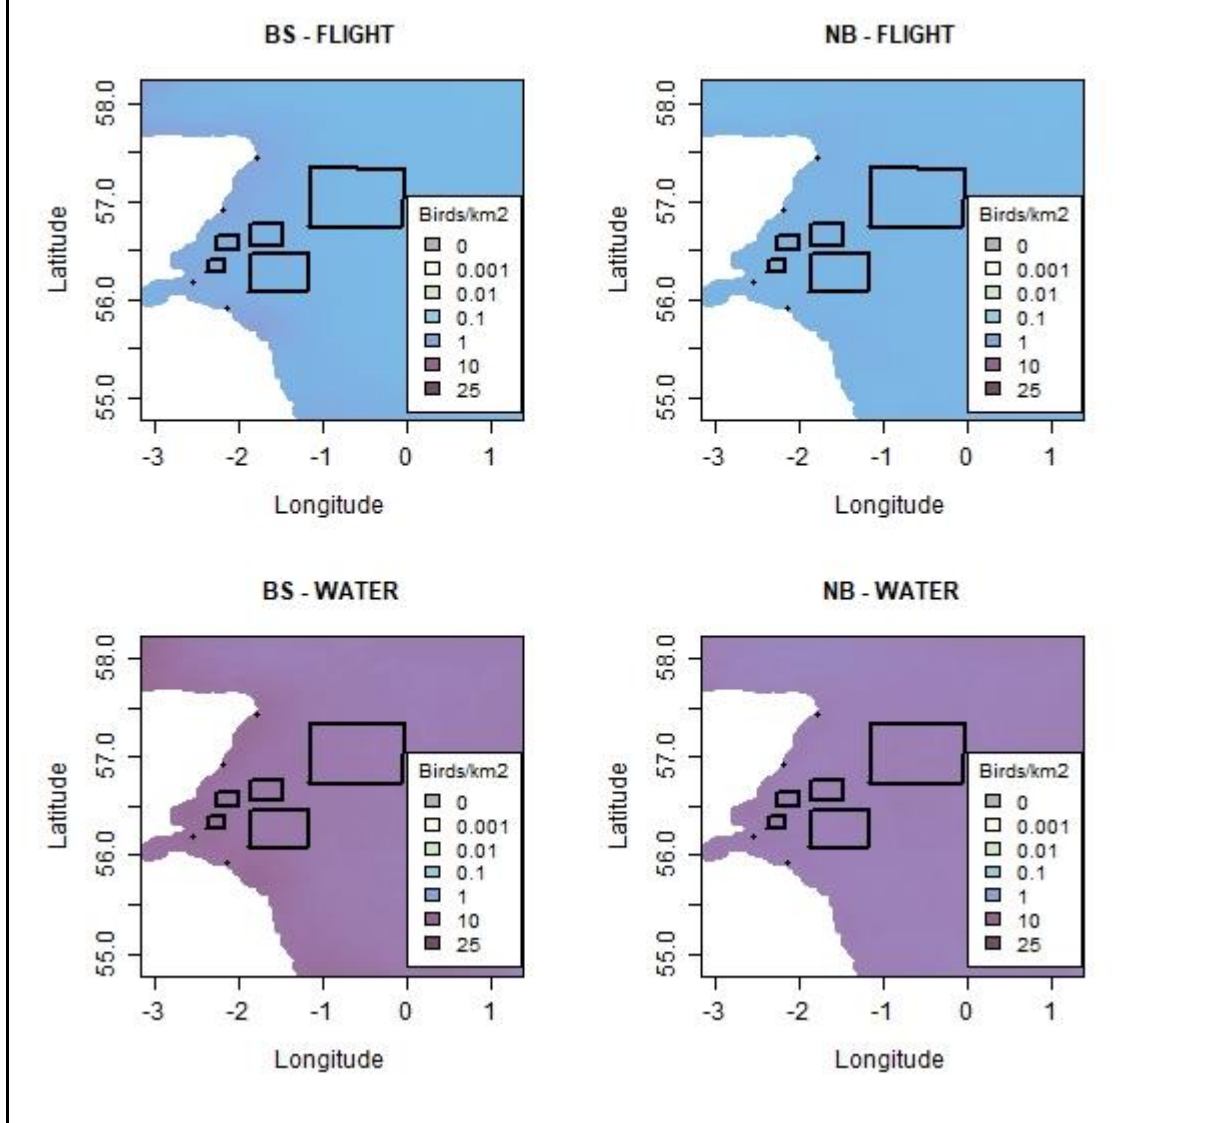 BS - FLIGHT
Latitude
58.0
57.0
56.0
55.0
Birds/km2
0
0.001
0.01
0.1
1
10
25
-3 -2 -1 0 1
Longitude
NB - FLIGHT
Latitude
58.0
57.0
56.0
55.0
Birds/km2
0
0.001
0.01
0.1
1
10
25
-3 -2 -1 0 1
Longitude
BS - WATER
Latitude
58.0
57.0
56.0
55.0
Birds/km2
0
0.001
0.01
0.1
1
10
25
-3 -2 -1 0 1
Longitude
NB - WATER
Latitude
58.0
57.0
56.0
55.0
Birds/km2
0
0.001
0.01
0.1
1
10
25
-3 -2 -1 0 1
Longitude